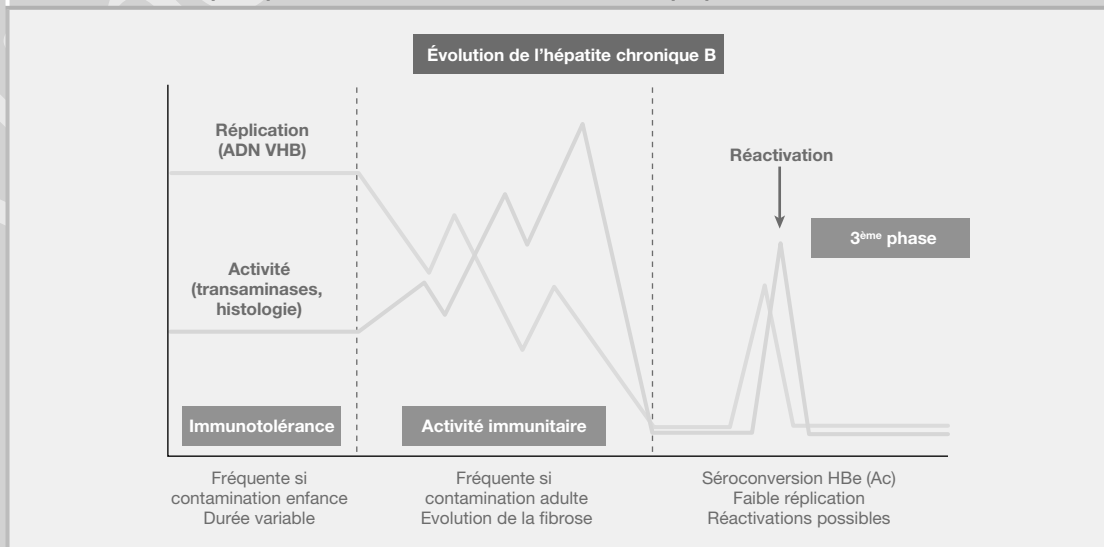 Évolution de l'hépatite chronique B
Réplication
(ADN VHB)
Réactivation
3ème phase
Activité
(transaminases,
histologie)
Immunotolérance
Activité immunitaire
Fréquente si
contamination enfance
Durée variable
Fréquente si
contamination adulte
Evolution de la fibrose
Séroconversion HBe (Ac)
Faible réplication
Réactivations possibles